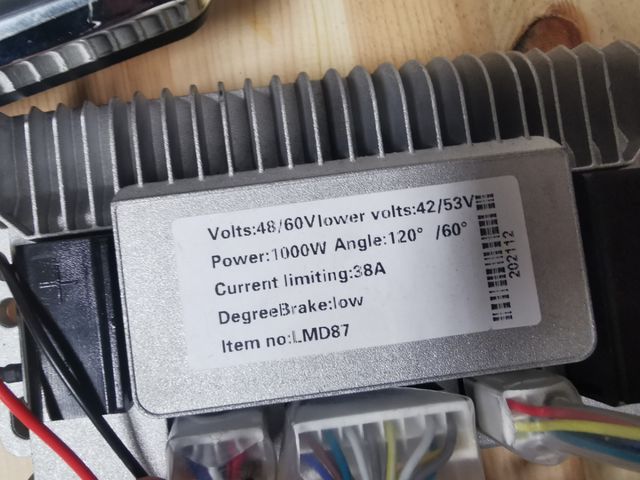 Volts:48/60Vlower volts:42/53V
Power:1000W Angle:120° /60°
Current limiting:38A
DegreeBrake:low
Item no:LMD87
202112